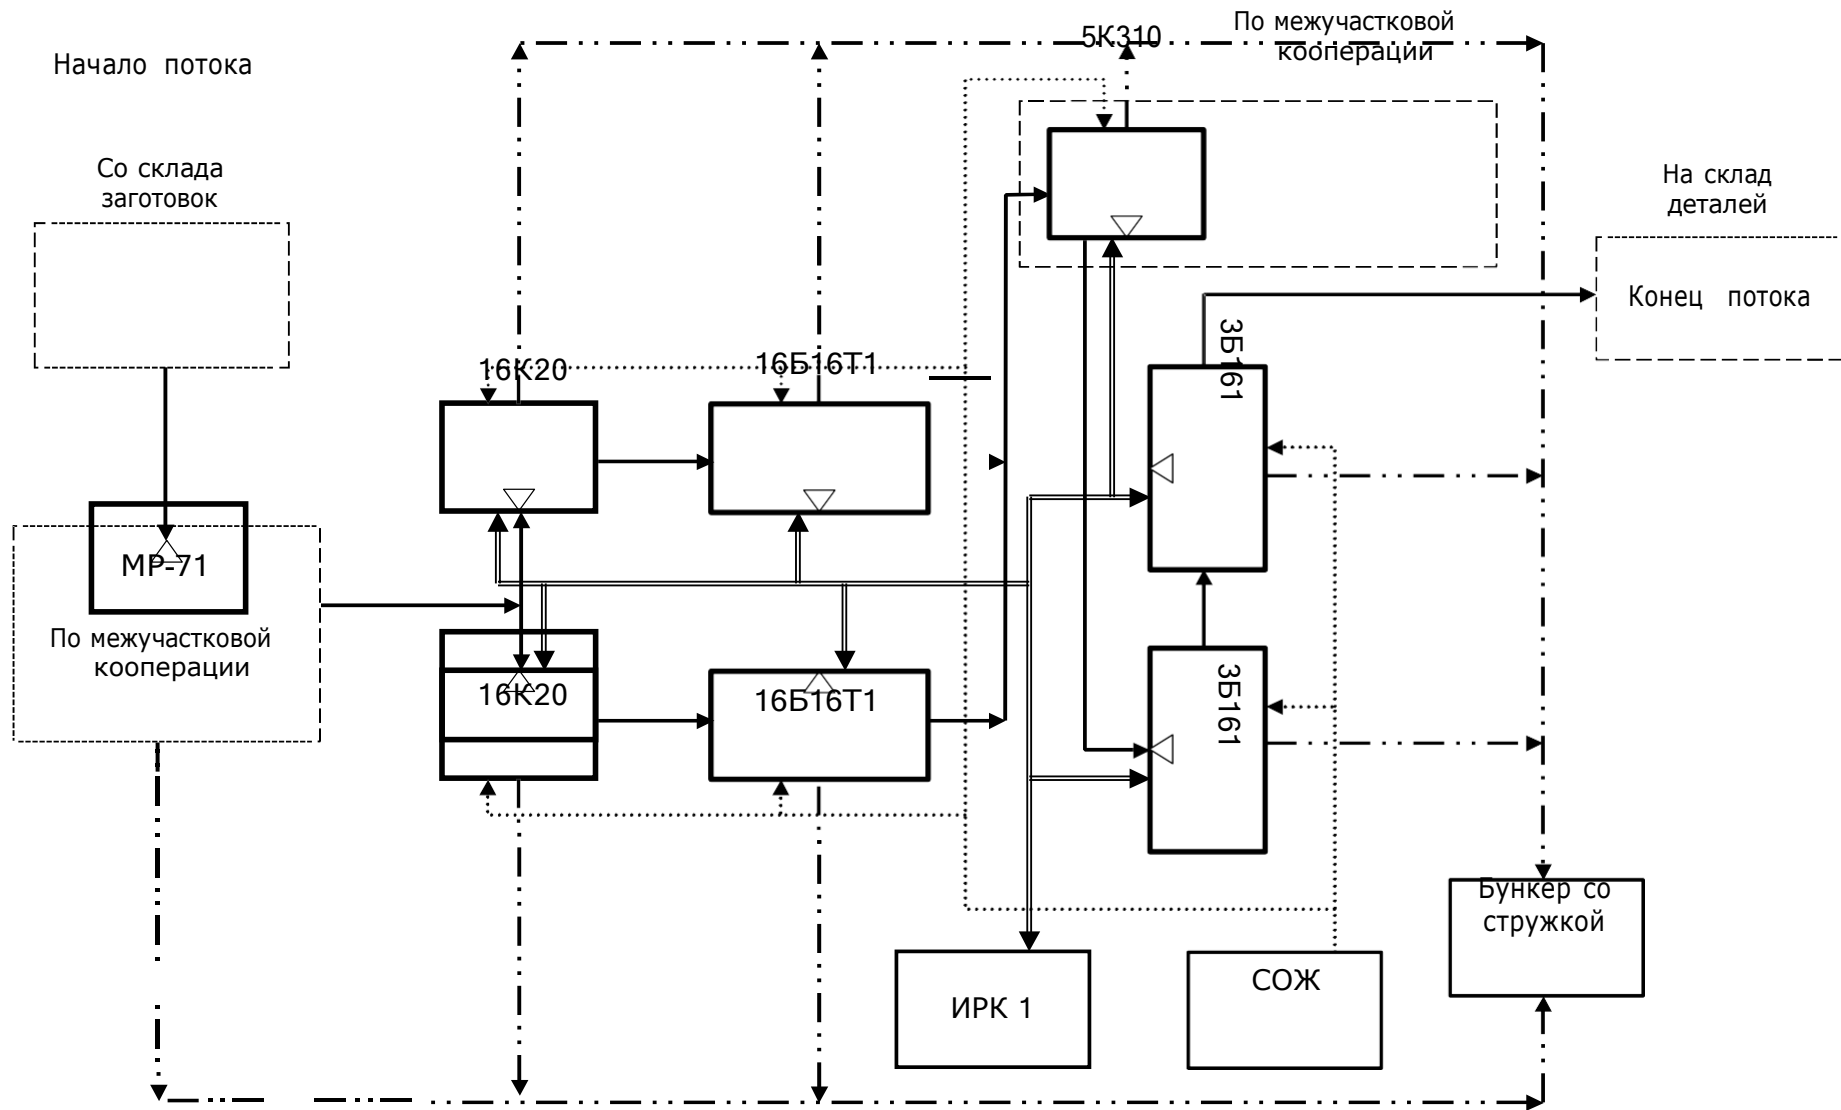 5К310
По межучастковой
кооперации
Начало потока
Со склада
заготовок
На склад
деталей
Конец потока
16К20
16Б16Т1
3Б161
МР-71
По межучастковой
кооперации
16К20
16Б16Т1
3Б161
Бункер со
стружкой
ИРК 1
СОЖ